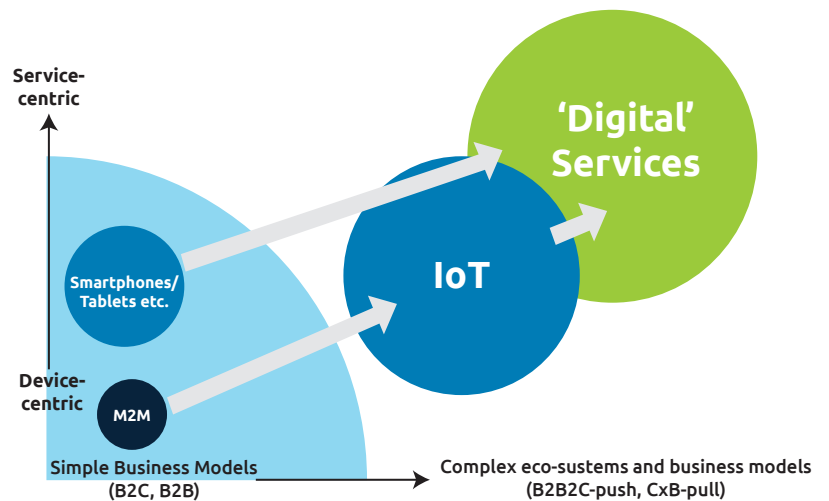 Service-
centric
'Digital'
Services
Smartphones/
Tablets etc.
IoT
Device-
centric
M2M
Simple Business Models
(B2C, B2B)
Complex eco-sustems and business models
(B2B2C-push, CxB-pull)